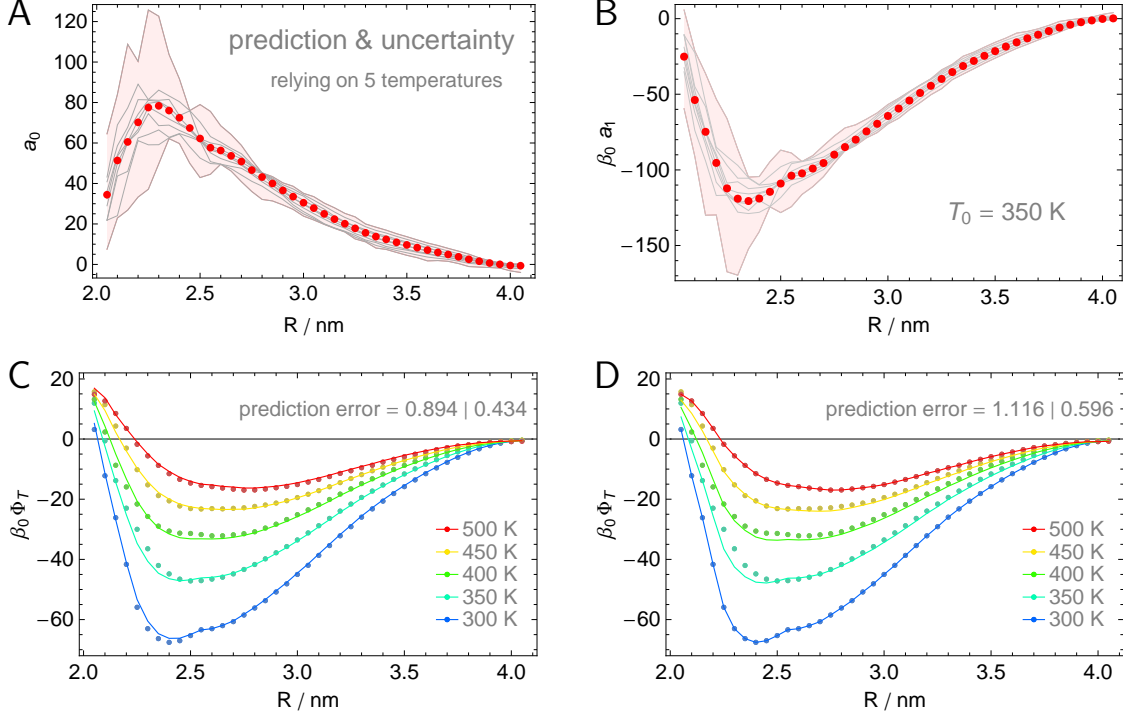 A
prediction & uncertainty
relying on 5 temperatures
a₀
120
100
80
60
40
20
0
2.0 2.5 3.0 3.5 4.0
R / nm
B
β₀ a₁
0
−50
−100
−150
T₀ = 350 K
2.5 3.0 3.5 4.0
R / nm
C
prediction error = 0.894 | 0.434
β₀ Φ_T
20
0
−20
−40
−60
500 K
450 K
400 K
350 K
300 K
2.0 2.5 3.0 3.5 4.0
R / nm
D
prediction error = 1.116 | 0.596
β₀ Φ_T
20
0
−20
−40
−60
500 K
450 K
400 K
350 K
300 K
2.0 2.5 3.0 3.5 4.0
R / nm